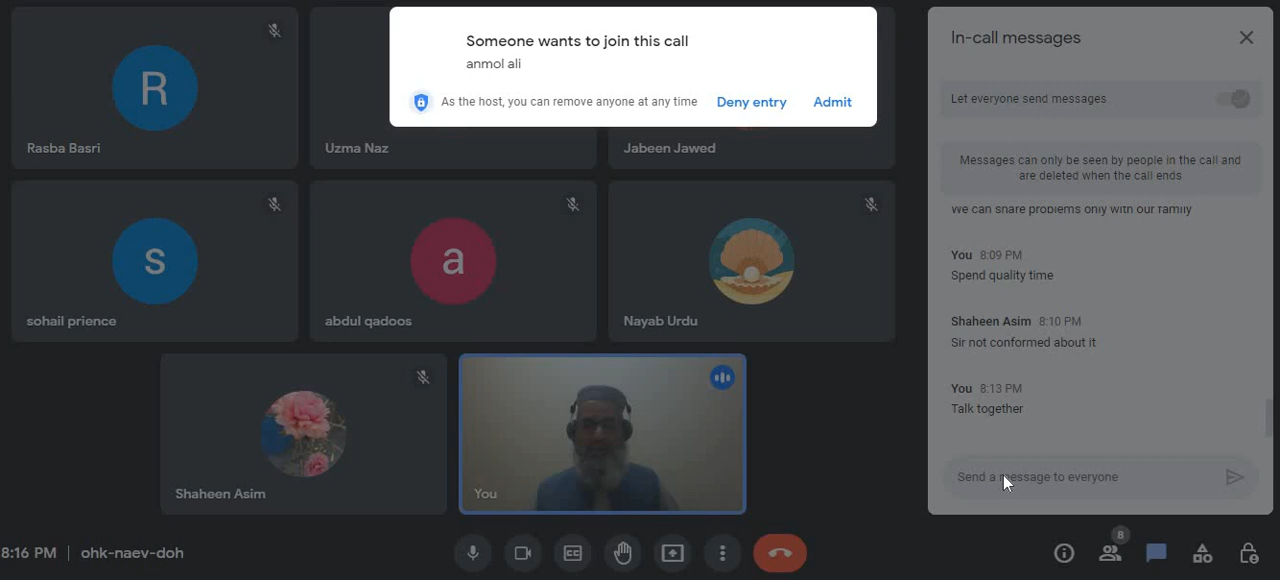 Someone wants to join this call
anmol ali
As the host, you can remove anyone at any time
Deny entry
Admit
R
Rasba Basri
Uzma Naz
Jabeen Jawed
s
sohail prience
a
abdul qadoos
Nayab Urdu
Shaheen Asim
You
In-call messages
Let everyone send messages
Messages can only be seen by people in the call and
are deleted when the call ends
We can share problems only with our family
You 8:09 PM
Spend quality time
Shaheen Asim 8:10 PM
Sir not conformed about it
You 8:13 PM
Talk together
Send a message to everyone
8:16 PM | ohk-naev-doh
8